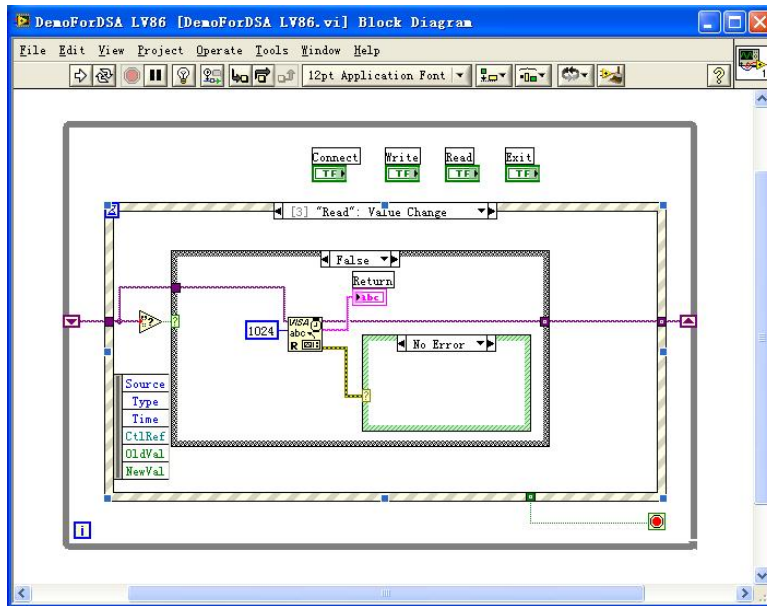 DemoForDSA LV86 [DemoForDSA LV86.vi] Block Diagram
File Edit View Project Operate Tools Window Help
12pt Application Font
?
1
Connect Write Read Exit
TF TF TF TF
[3] "Read": Value Change
False
Return
abc
?
?
1024
VISA
abc
R
No Error
?
Source
Type
Time
CtlRef
OldVal
NewVal
i